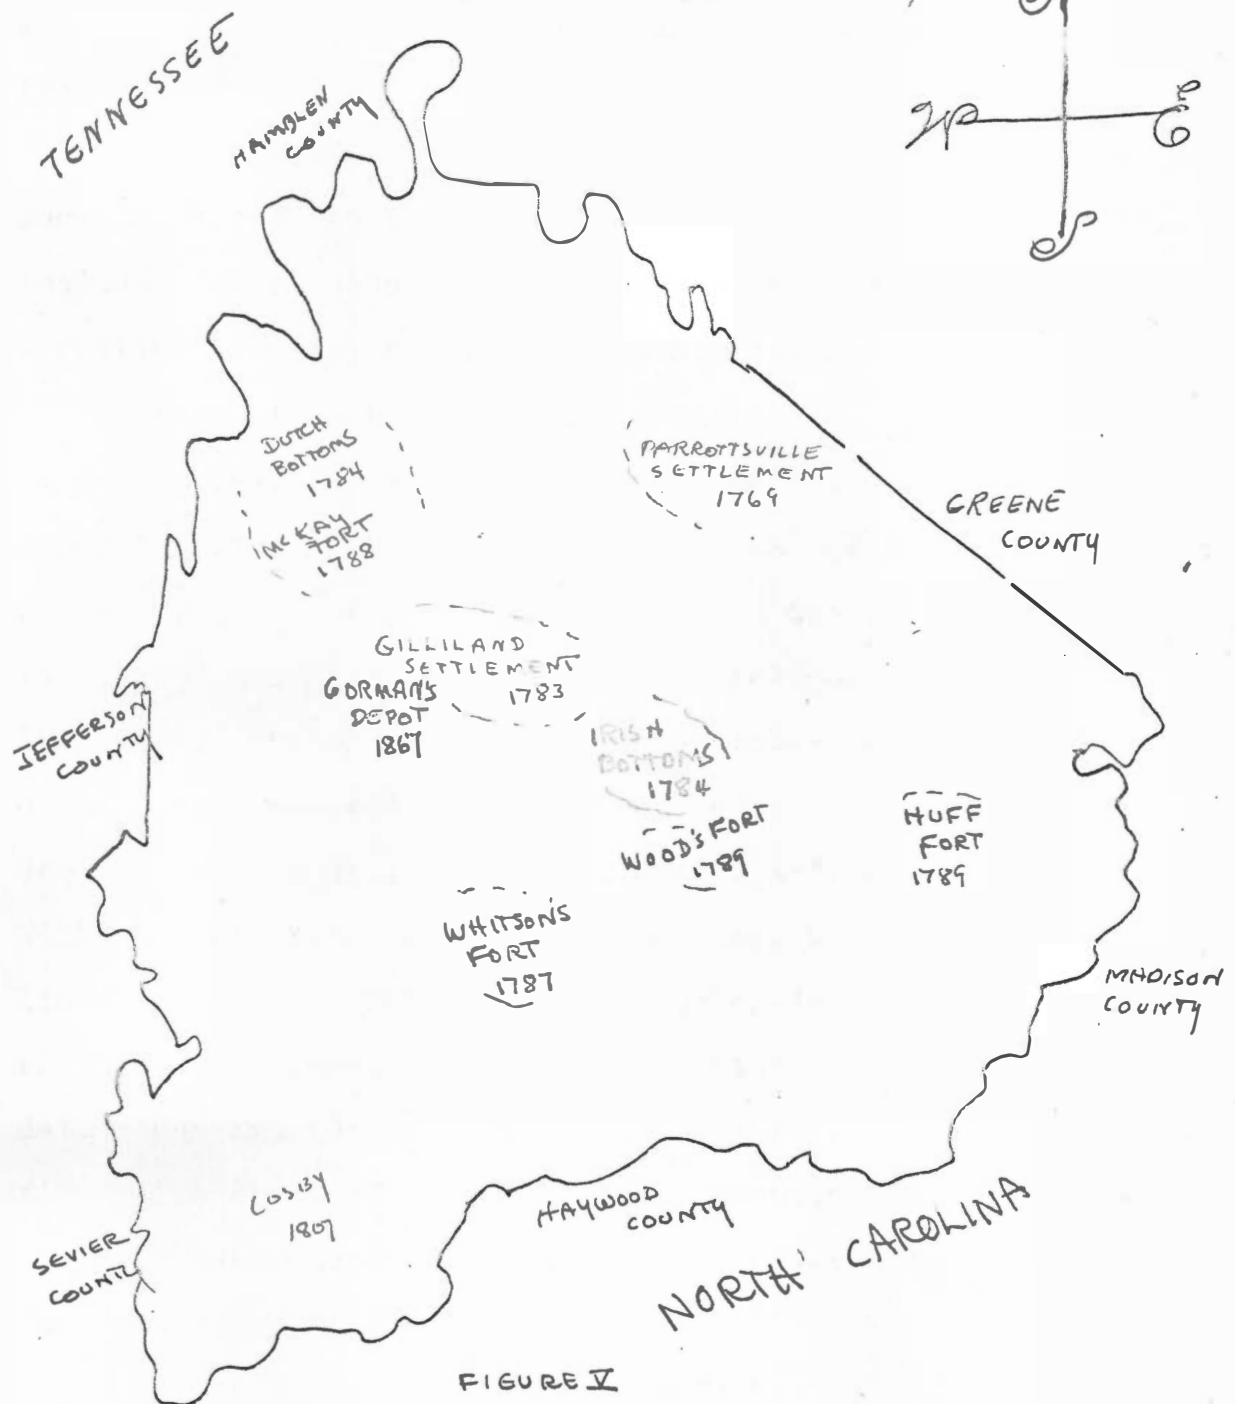 TENNESSEE
HAMBLEN
COUNTY
W
E
S
DUTCH
BOTTOMS
1784
McKAY
FORT
1788
PARROTTSVILLE
SETTLEMENT
1769
GREENE
COUNTY
GILLILAND
SETTLEMENT
1783
GORMAN'S
DEPOT
1867
JEFFERSON
COUNTY
IRISH
BOTTOMS
1784
WOOD'S FORT
1789
HUFF
FORT
1789
WHITSON'S
FORT
1787
MADISON
COUNTY
COSBY
1807
HAYWOOD
COUNTY
SEVIER
COUNTY
NORTH CAROLINA
FIGURE V